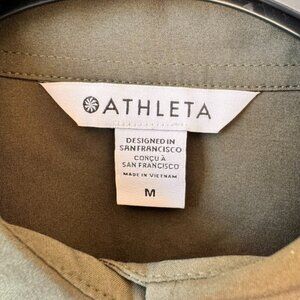 ATHLETA
DESIGNED IN
SAN FRANCISCO
CONÇU À
SAN FRANCISCO
MADE IN VIETNAM
M